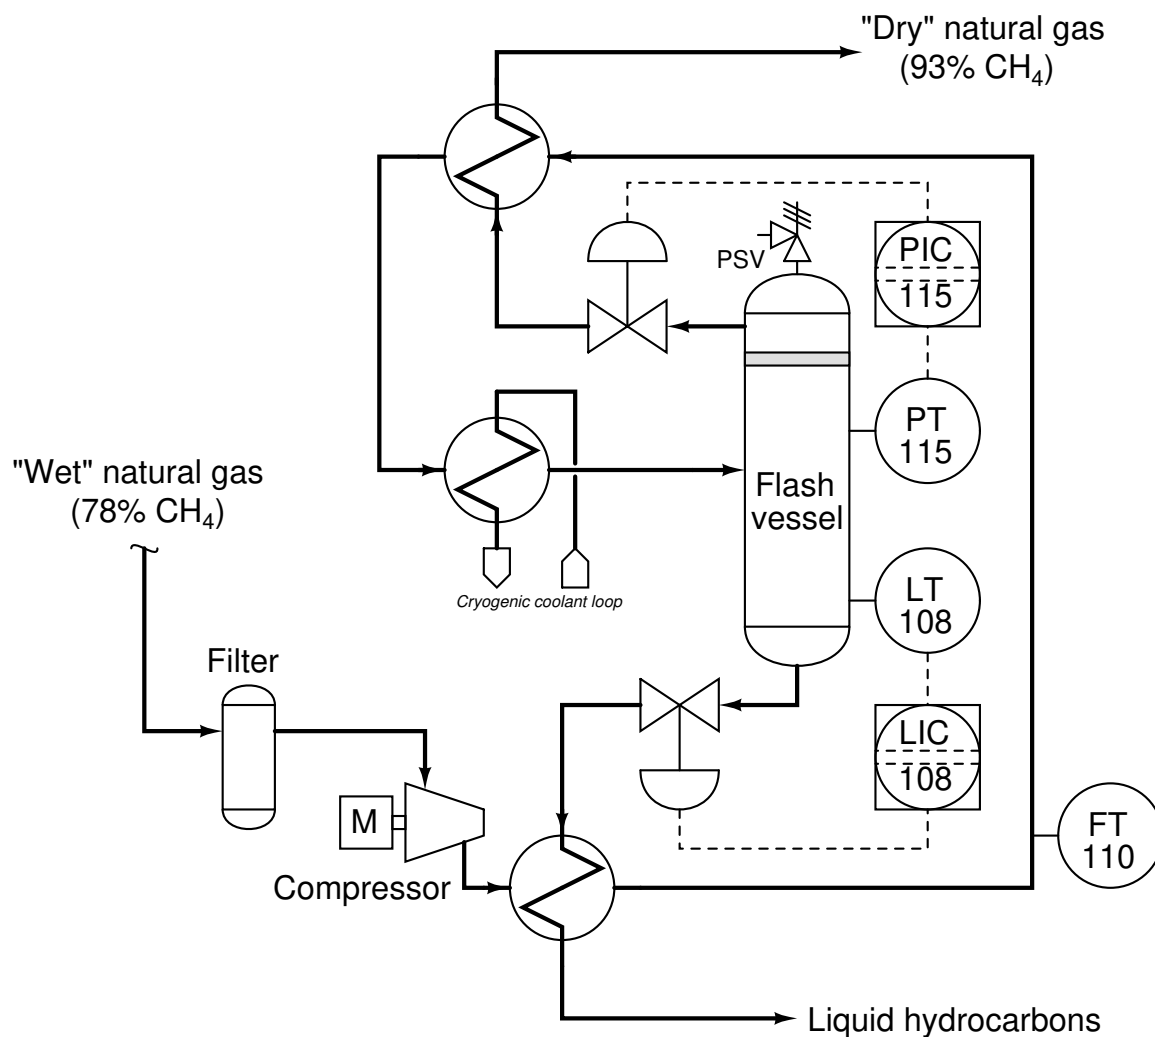 "Dry" natural gas
(93% CH₄)
PIC
115
PSV
PT
115
"Wet" natural gas
(78% CH₄)
Flash
vessel
LT
108
Cryogenic coolant loop
Filter
LIC
108
M
FT
110
Compressor
Liquid hydrocarbons